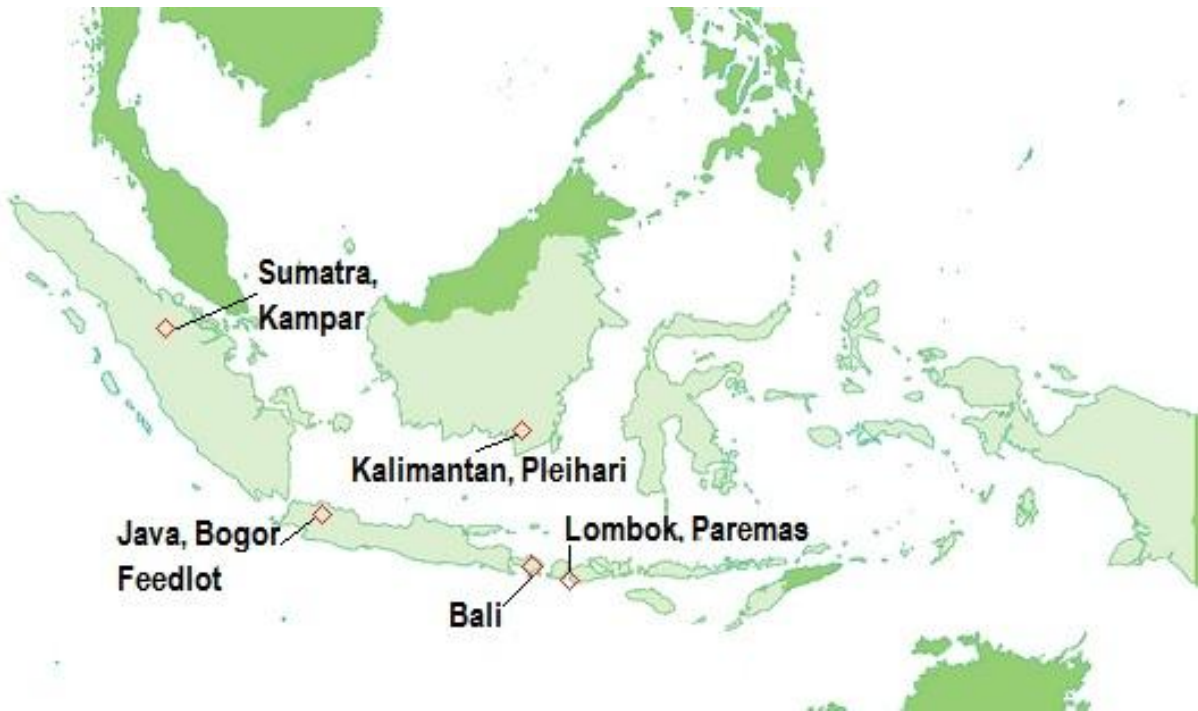 Sumatra,
Kampar
Kalimantan, Pleihari
Java, Bogor
Feedlot
Lombok, Paremas
Bali